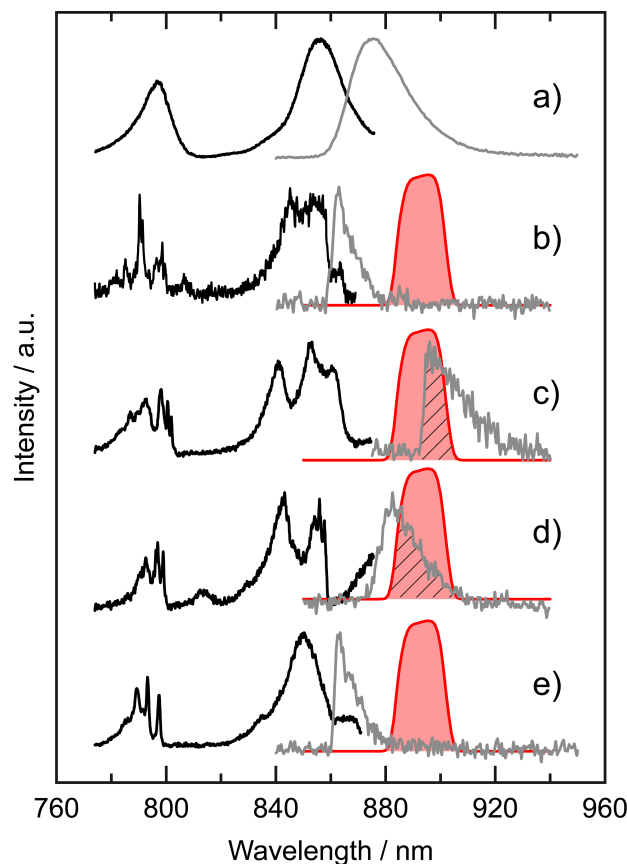 a)
b)
c)
d)
e)
Intensity / a.u.
760 800 840 880 920 960
Wavelength / nm